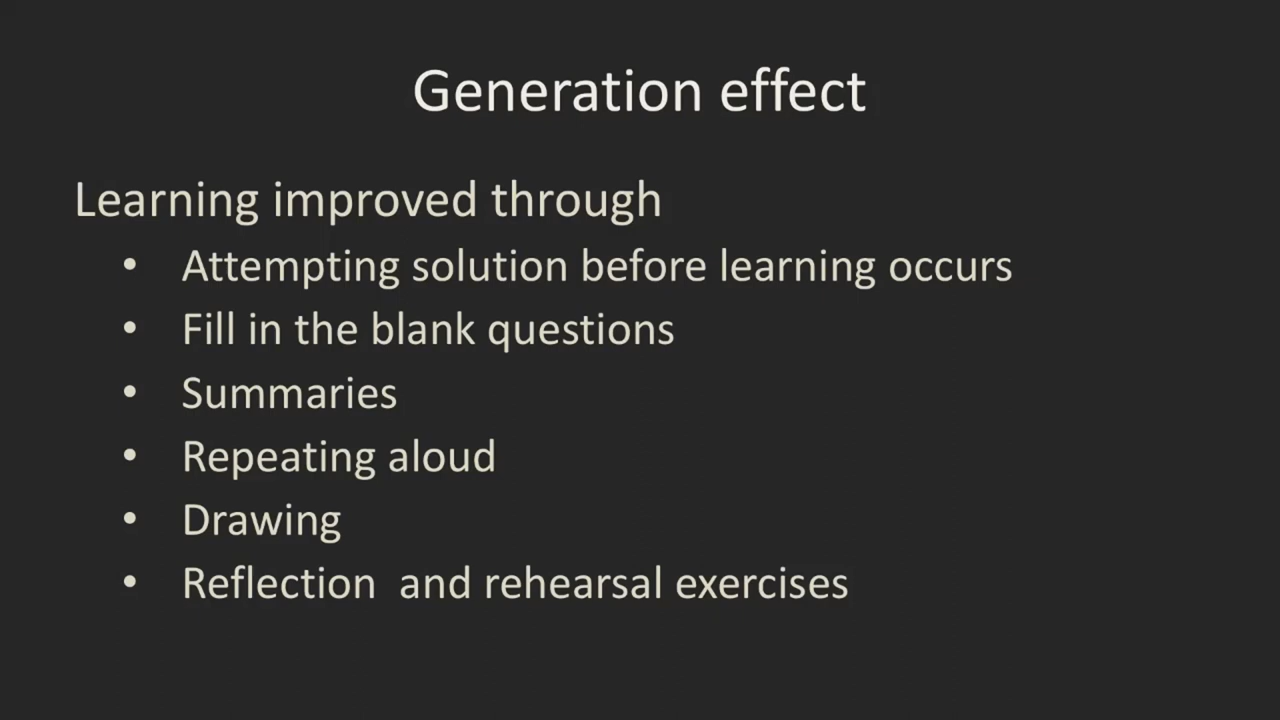 Generation effect
Learning improved through
• Attempting solution before learning occurs
• Fill in the blank questions
• Summaries
• Repeating aloud
• Drawing
• Reflection  and rehearsal exercises